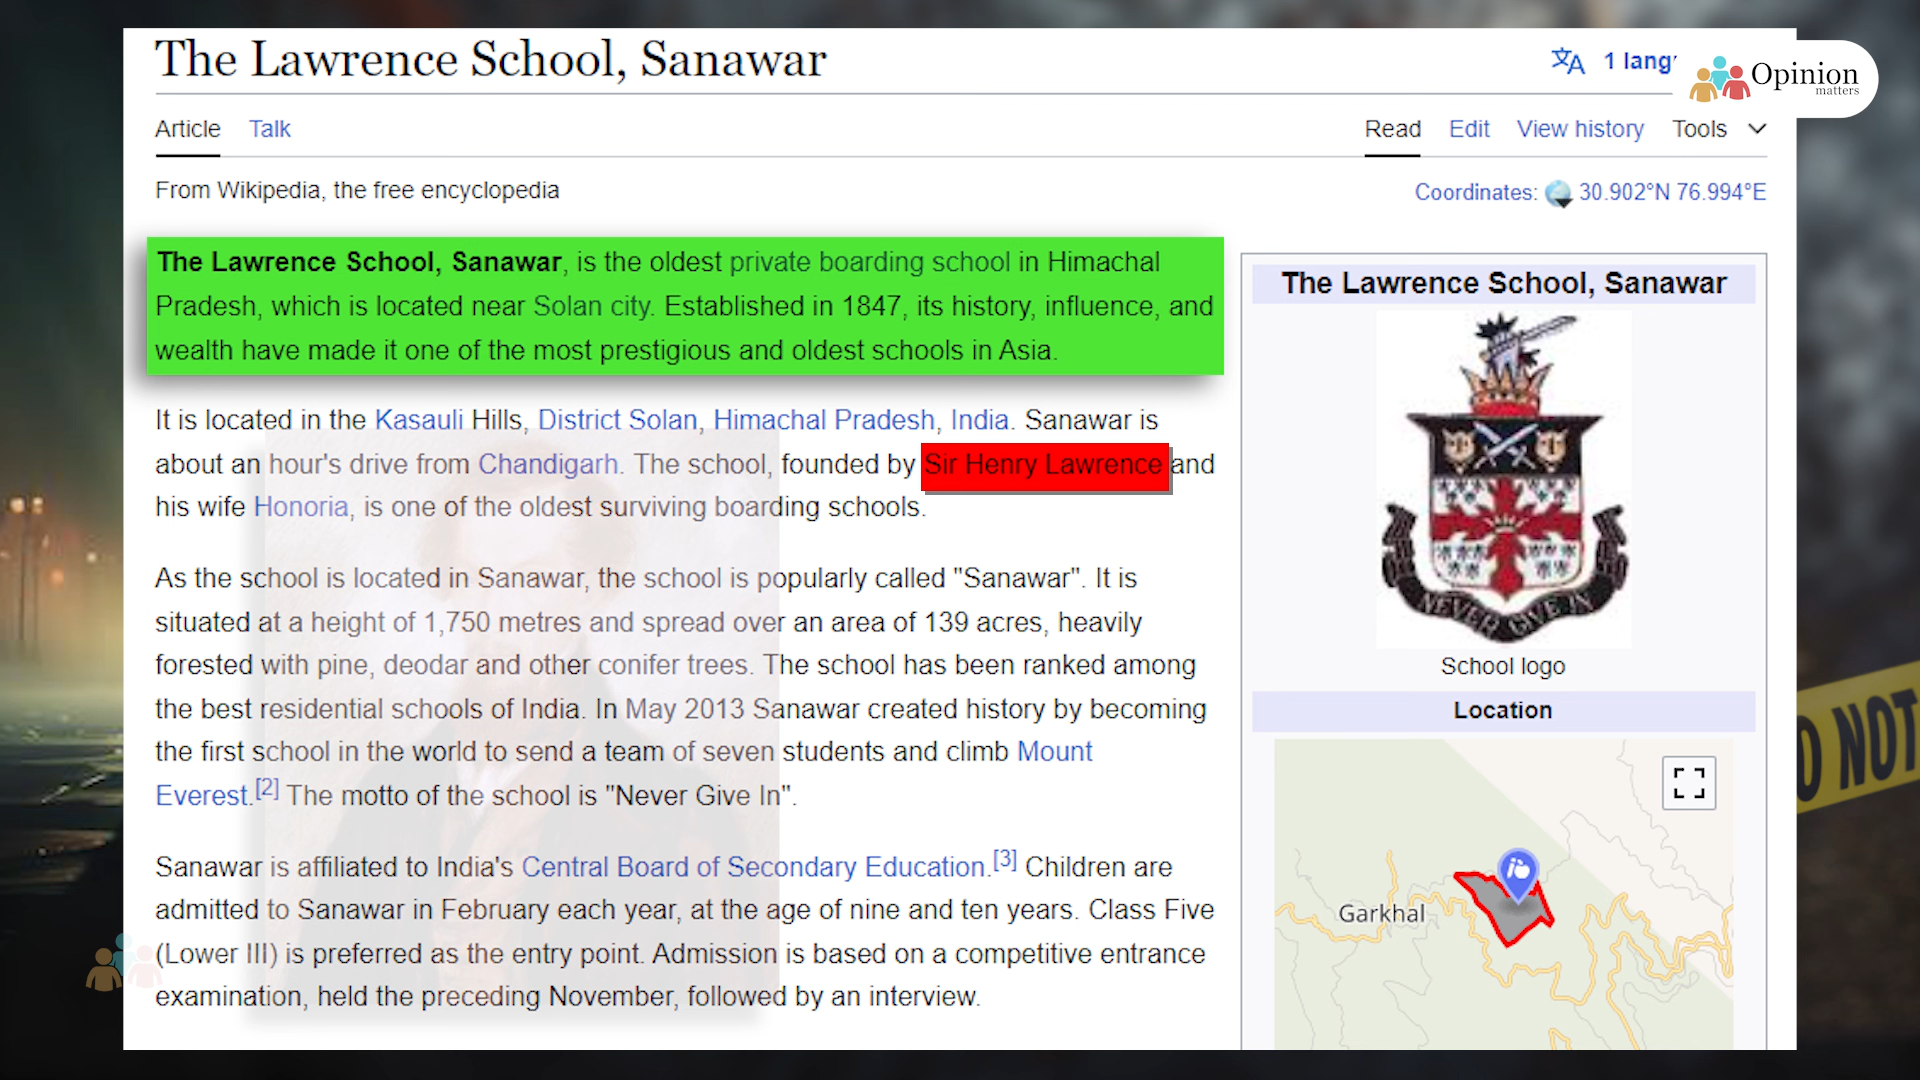 The Lawrence School, Sanawar
1 lang
Opinion
matters
Article Talk
Read Edit View history Tools
From Wikipedia, the free encyclopedia
Coordinates: 30.902°N 76.994°E
The Lawrence School, Sanawar, is the oldest private boarding school in Himachal
Pradesh, which is located near Solan city. Established in 1847, its history, influence, and
wealth have made it one of the most prestigious and oldest schools in Asia.
It is located in the Kasauli Hills, District Solan, Himachal Pradesh, India. Sanawar is
about an hour's drive from Chandigarh. The school, founded by Sir Henry Lawrence and
his wife Honoria, is one of the oldest surviving boarding schools.
As the school is located in Sanawar, the school is popularly called "Sanawar". It is
situated at a height of 1,750 metres and spread over an area of 139 acres, heavily
forested with pine, deodar and other conifer trees. The school has been ranked among
the best residential schools of India. In May 2013 Sanawar created history by becoming
the first school in the world to send a team of seven students and climb Mount
Everest.[2] The motto of the school is "Never Give In".
Sanawar is affiliated to India's Central Board of Secondary Education.[3] Children are
admitted to Sanawar in February each year, at the age of nine and ten years. Class Five
(Lower III) is preferred as the entry point. Admission is based on a competitive entrance
examination, held the preceding November, followed by an interview.
The Lawrence School, Sanawar
NEVER GIVE IN
School logo
Location
Garkhal
O NOT